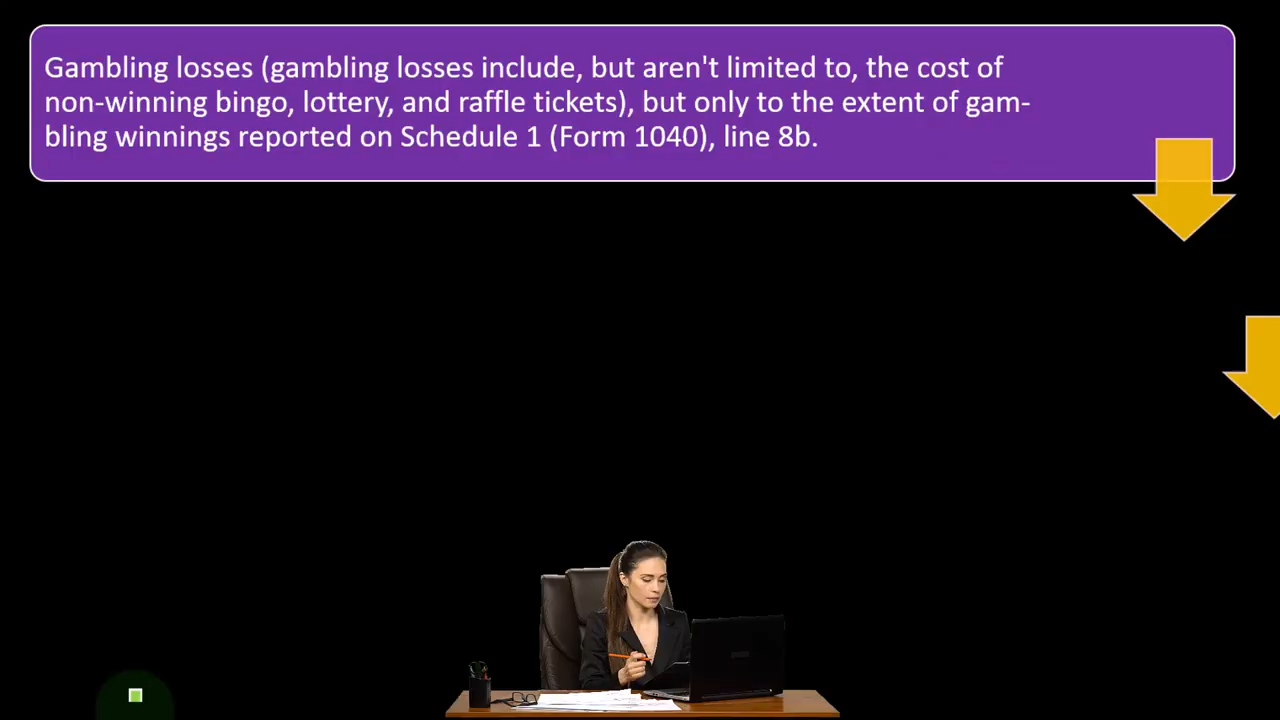 Gambling losses (gambling losses include, but aren't limited to, the cost of
non-winning bingo, lottery, and raffle tickets), but only to the extent of gam-
bling winnings reported on Schedule 1 (Form 1040), line 8b.